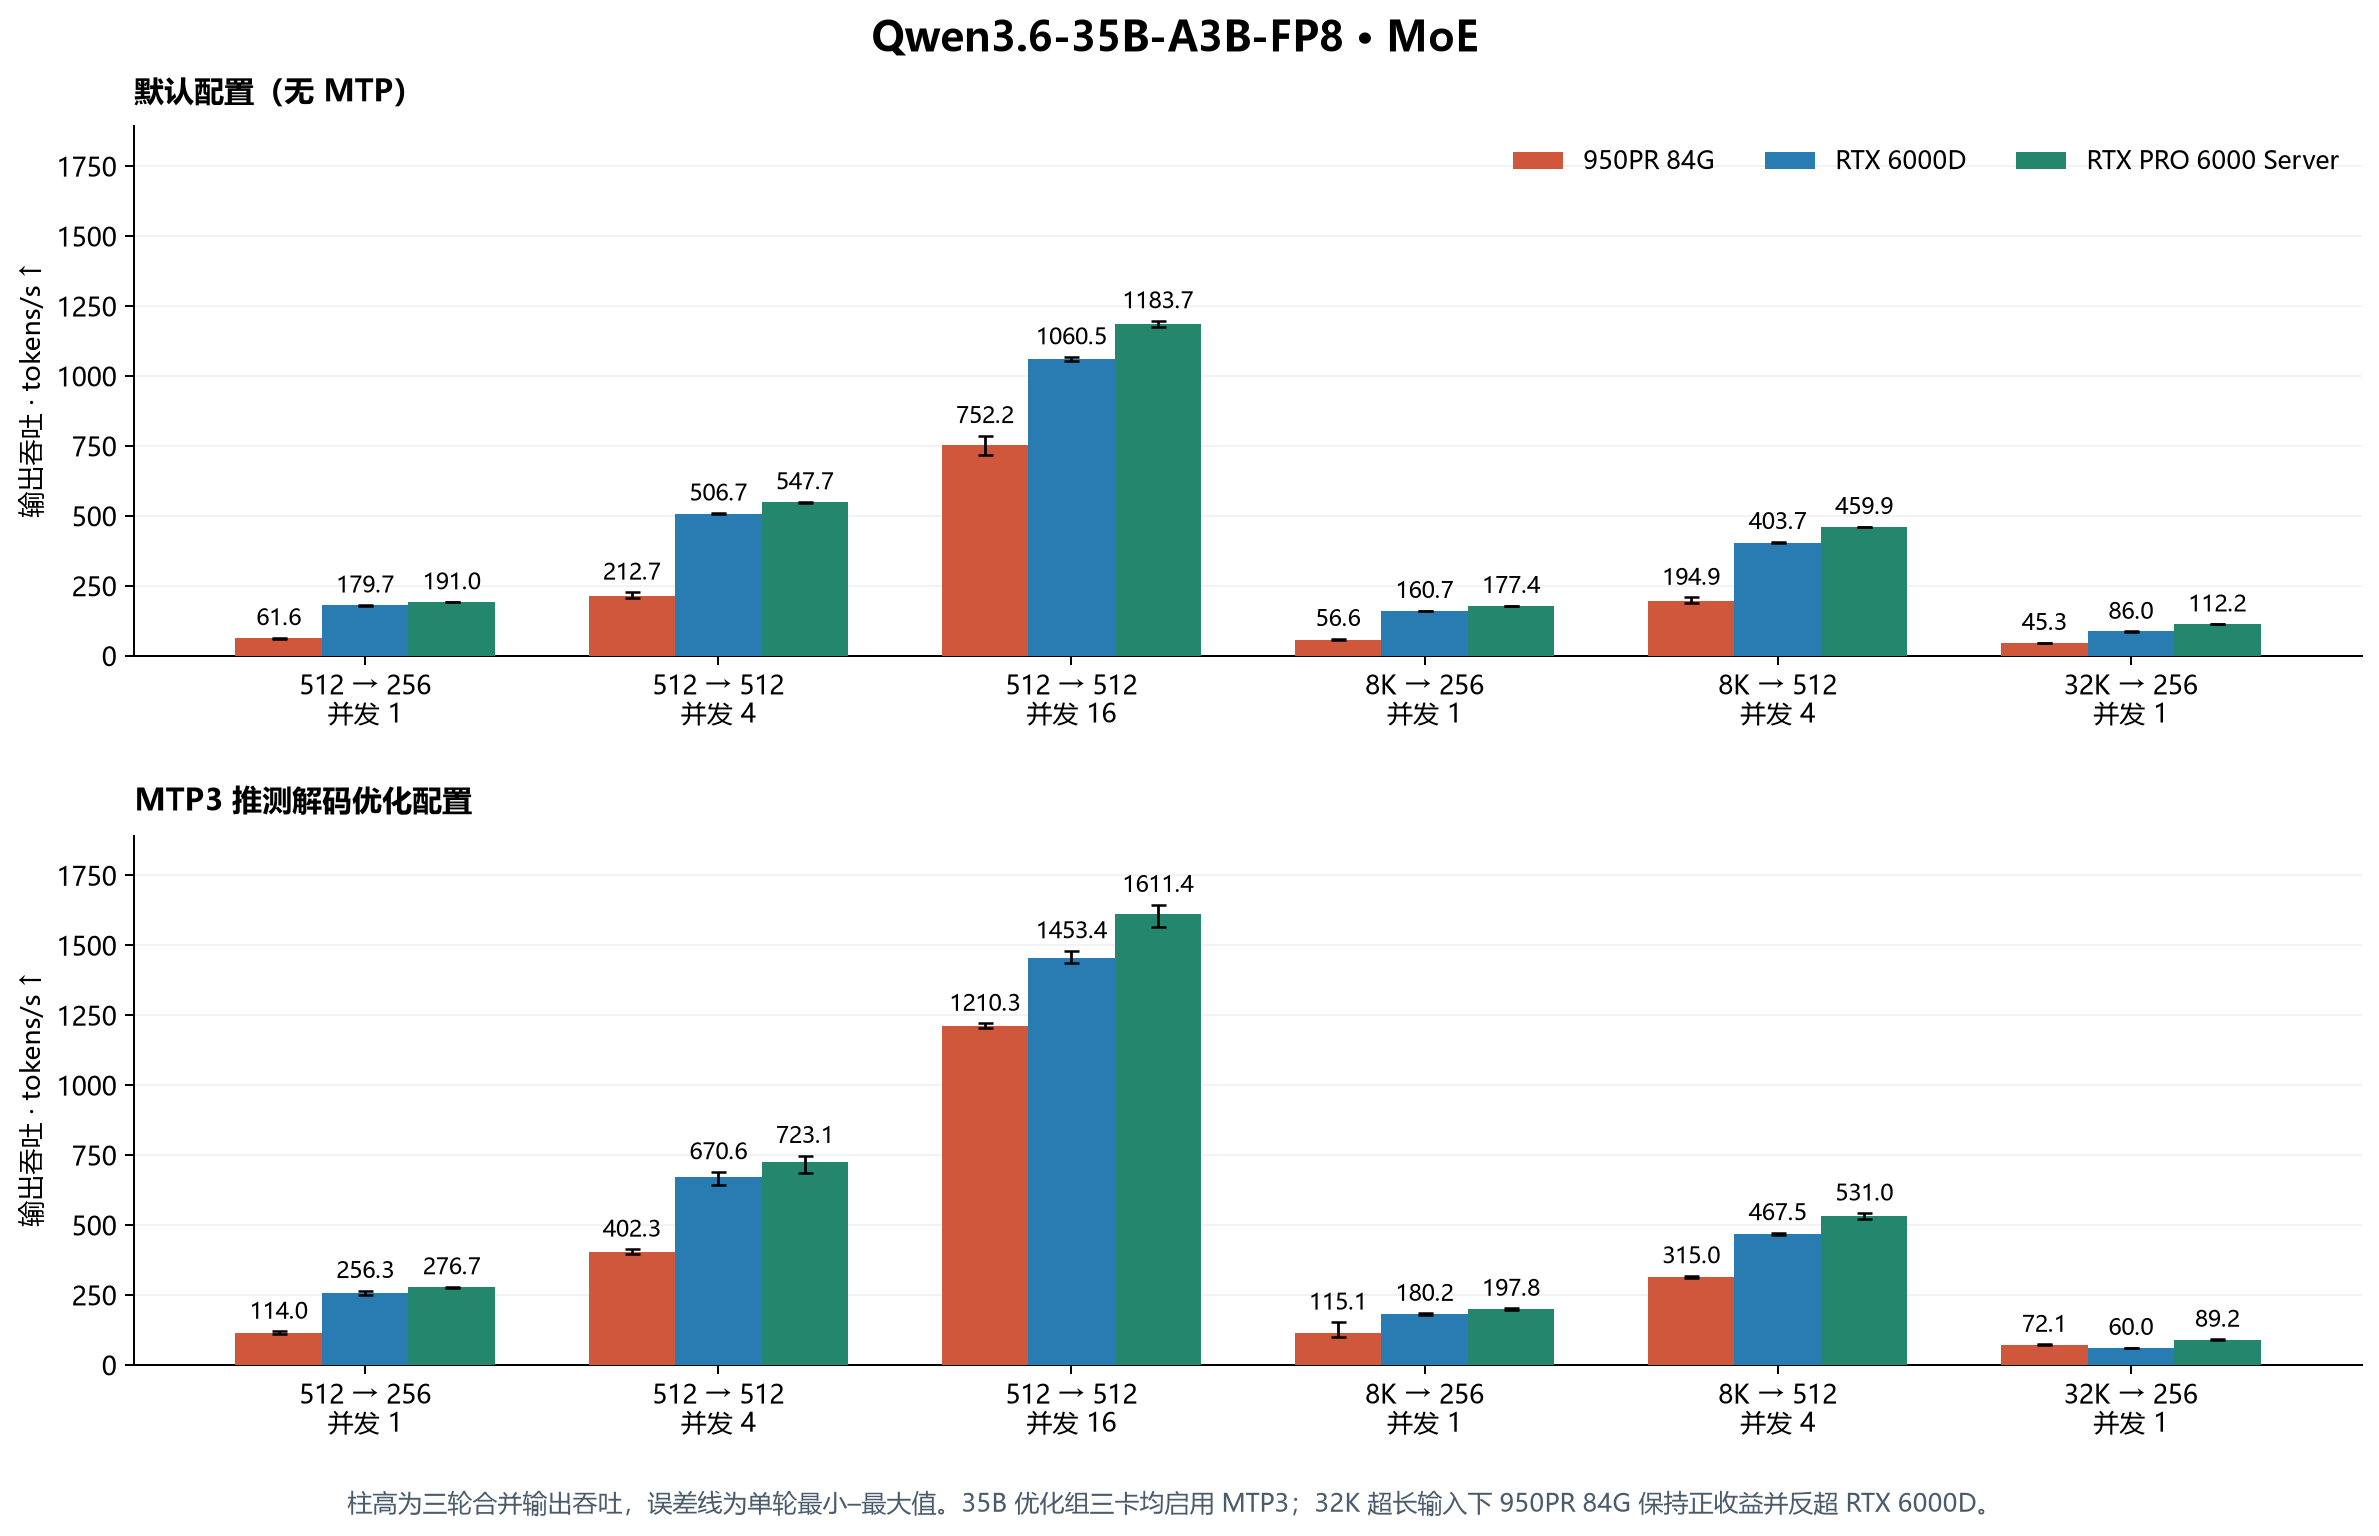 Qwen3.6-35B-A3B-FP8 • MoE
默认配置（无 MTP）
950PR 84G RTX 6000D RTX PRO 6000 Server
输出吞吐 · tokens/s ↑
1750
1500
1250
1000
750
500
250
0
61.6 179.7 191.0
212.7 506.7 547.7
752.2 1060.5 1183.7
56.6 160.7 177.4
194.9 403.7 459.9
45.3 86.0 112.2
512 → 256 512 → 512 512 → 512 8K → 256 8K → 512 32K → 256
并发 1 并发 4 并发 16 并发 1 并发 4 并发 1
MTP3 推测解码优化配置
输出吞吐 · tokens/s ↑
1750
1500
1250
1000
750
500
250
0
114.0 256.3 276.7
402.3 670.6 723.1
1210.3 1453.4 1611.4
115.1 180.2 197.8
315.0 467.5 531.0
72.1 60.0 89.2
512 → 256 512 → 512 512 → 512 8K → 256 8K → 512 32K → 256
并发 1 并发 4 并发 16 并发 1 并发 4 并发 1
柱高为三轮合并输出吞吐，误差线为单轮最小–最大值。35B 优化组三卡均启用 MTP3；32K 超长输入下 950PR 84G 保持正收益并反超 RTX 6000D。